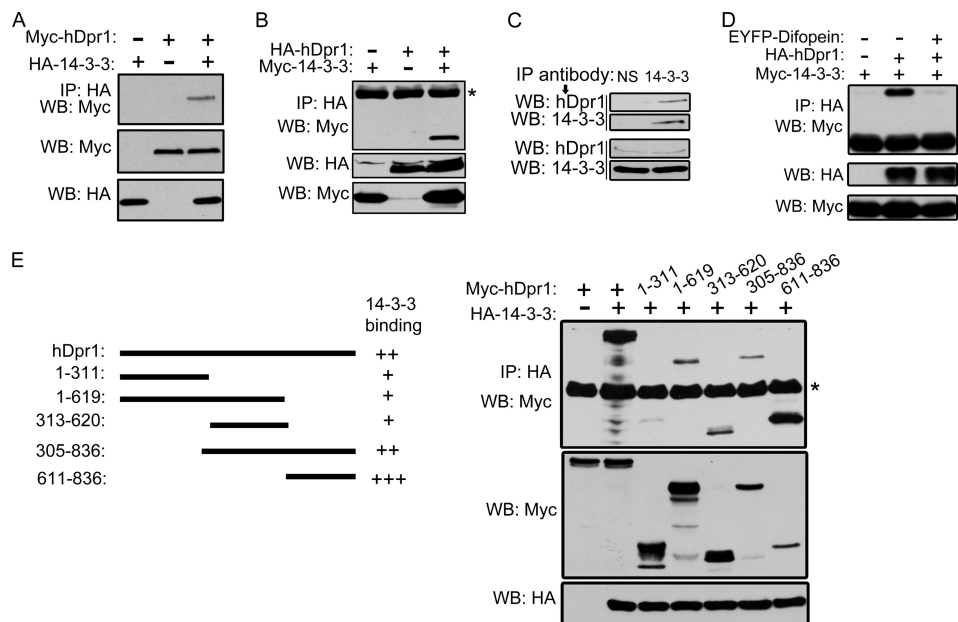 A
Myc-hDpr1: - + +
HA-14-3-3: + - +
IP: HA
WB: Myc
WB: Myc
WB: HA
B
HA-hDpr1: - + +
Myc-14-3-3: + - +
IP: HA
WB: Myc
*
WB: HA
WB: Myc
C
IP antibody: NS 14-3-3
WB: hDpr1
WB: 14-3-3
WB: hDpr1
WB: 14-3-3
D
EYFP-Difopein: - - +
HA-hDpr1: - + +
Myc-14-3-3: + + +
IP: HA
WB: Myc
WB: HA
WB: Myc
E
14-3-3
binding
hDpr1: ++
1-311: +
1-619: +
313-620: +
305-836: ++
611-836: +++
Myc-hDpr1: + + 1-311 1-619 313-620 305-836 611-836
HA-14-3-3: - + + + + + +
IP: HA
WB: Myc
*
WB: Myc
WB: HA